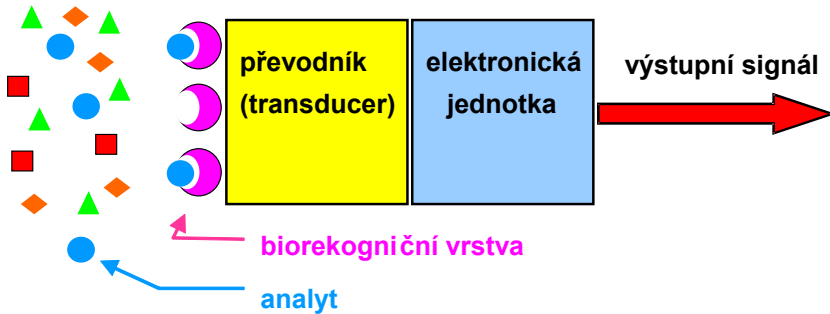 převodník
(transducer)
elektronická
jednotka
výstupní signál
biorekogniční vrstva
analyt